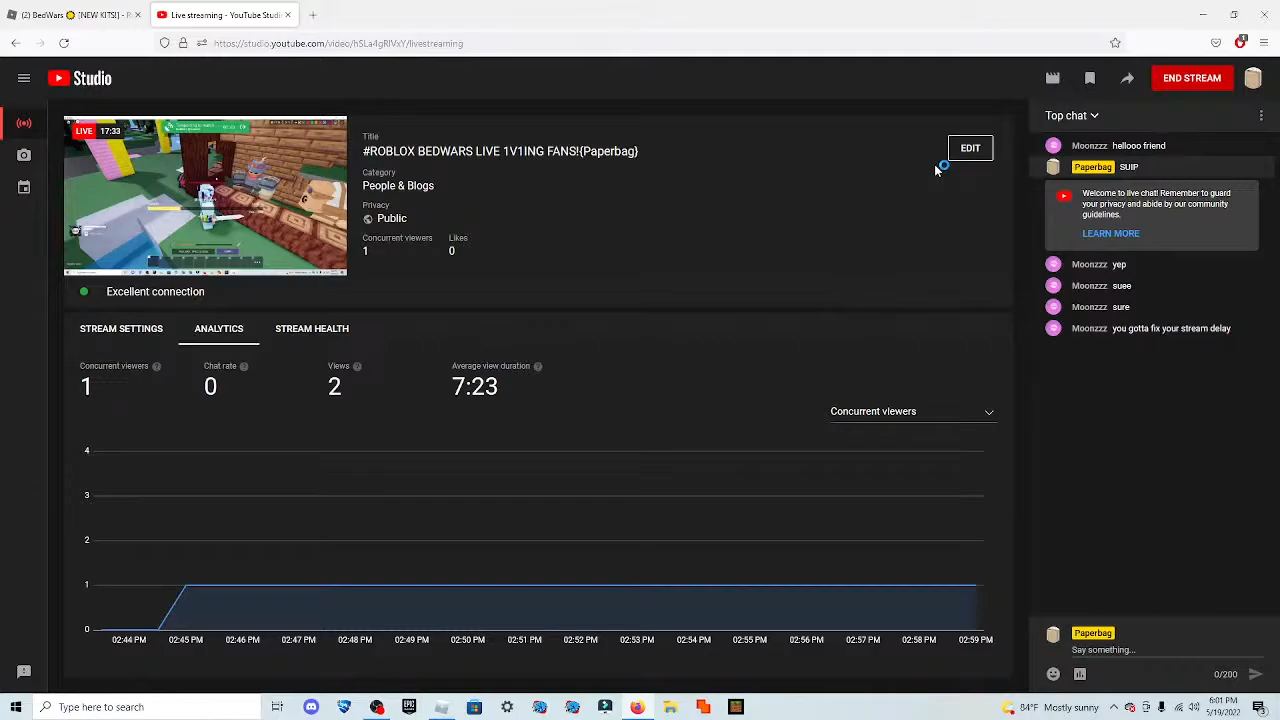 BedWars 🌞 [NEW KITS!] - R
Live streaming - YouTube Studio
https://studio.youtube.com/video/hSLa4gRlVxY/livestreaming
Studio
END STREAM
LIVE 17:33
Title
#ROBLOX BEDWARS LIVE 1V1ING FANS!{Paperbag}
EDIT
Category
People & Blogs
Privacy
Public
Concurrent viewers Likes
1 0
Excellent connection
STREAM SETTINGS ANALYTICS STREAM HEALTH
Concurrent viewers Chat rate Views Average view duration
1 0 2 7:23
Concurrent viewers
4
3
2
1
0
02:44 PM 02:45 PM 02:46 PM 02:47 PM 02:48 PM 02:49 PM 02:50 PM 02:51 PM 02:52 PM 02:53 PM 02:54 PM 02:55 PM 02:56 PM 02:57 PM 02:58 PM 02:59 PM
Top chat
Moonzzz hellooo friend
Paperbag SUIP
Welcome to live chat! Remember to guard
your privacy and abide by our community
guidelines.
LEARN MORE
Moonzzz yep
Moonzzz suee
Moonzzz sure
Moonzzz you gotta fix your stream delay
Paperbag
Say something...
0/200
Type here to search
EPIC
84°F Mostly sunny
6:01 PM
5/19/2022